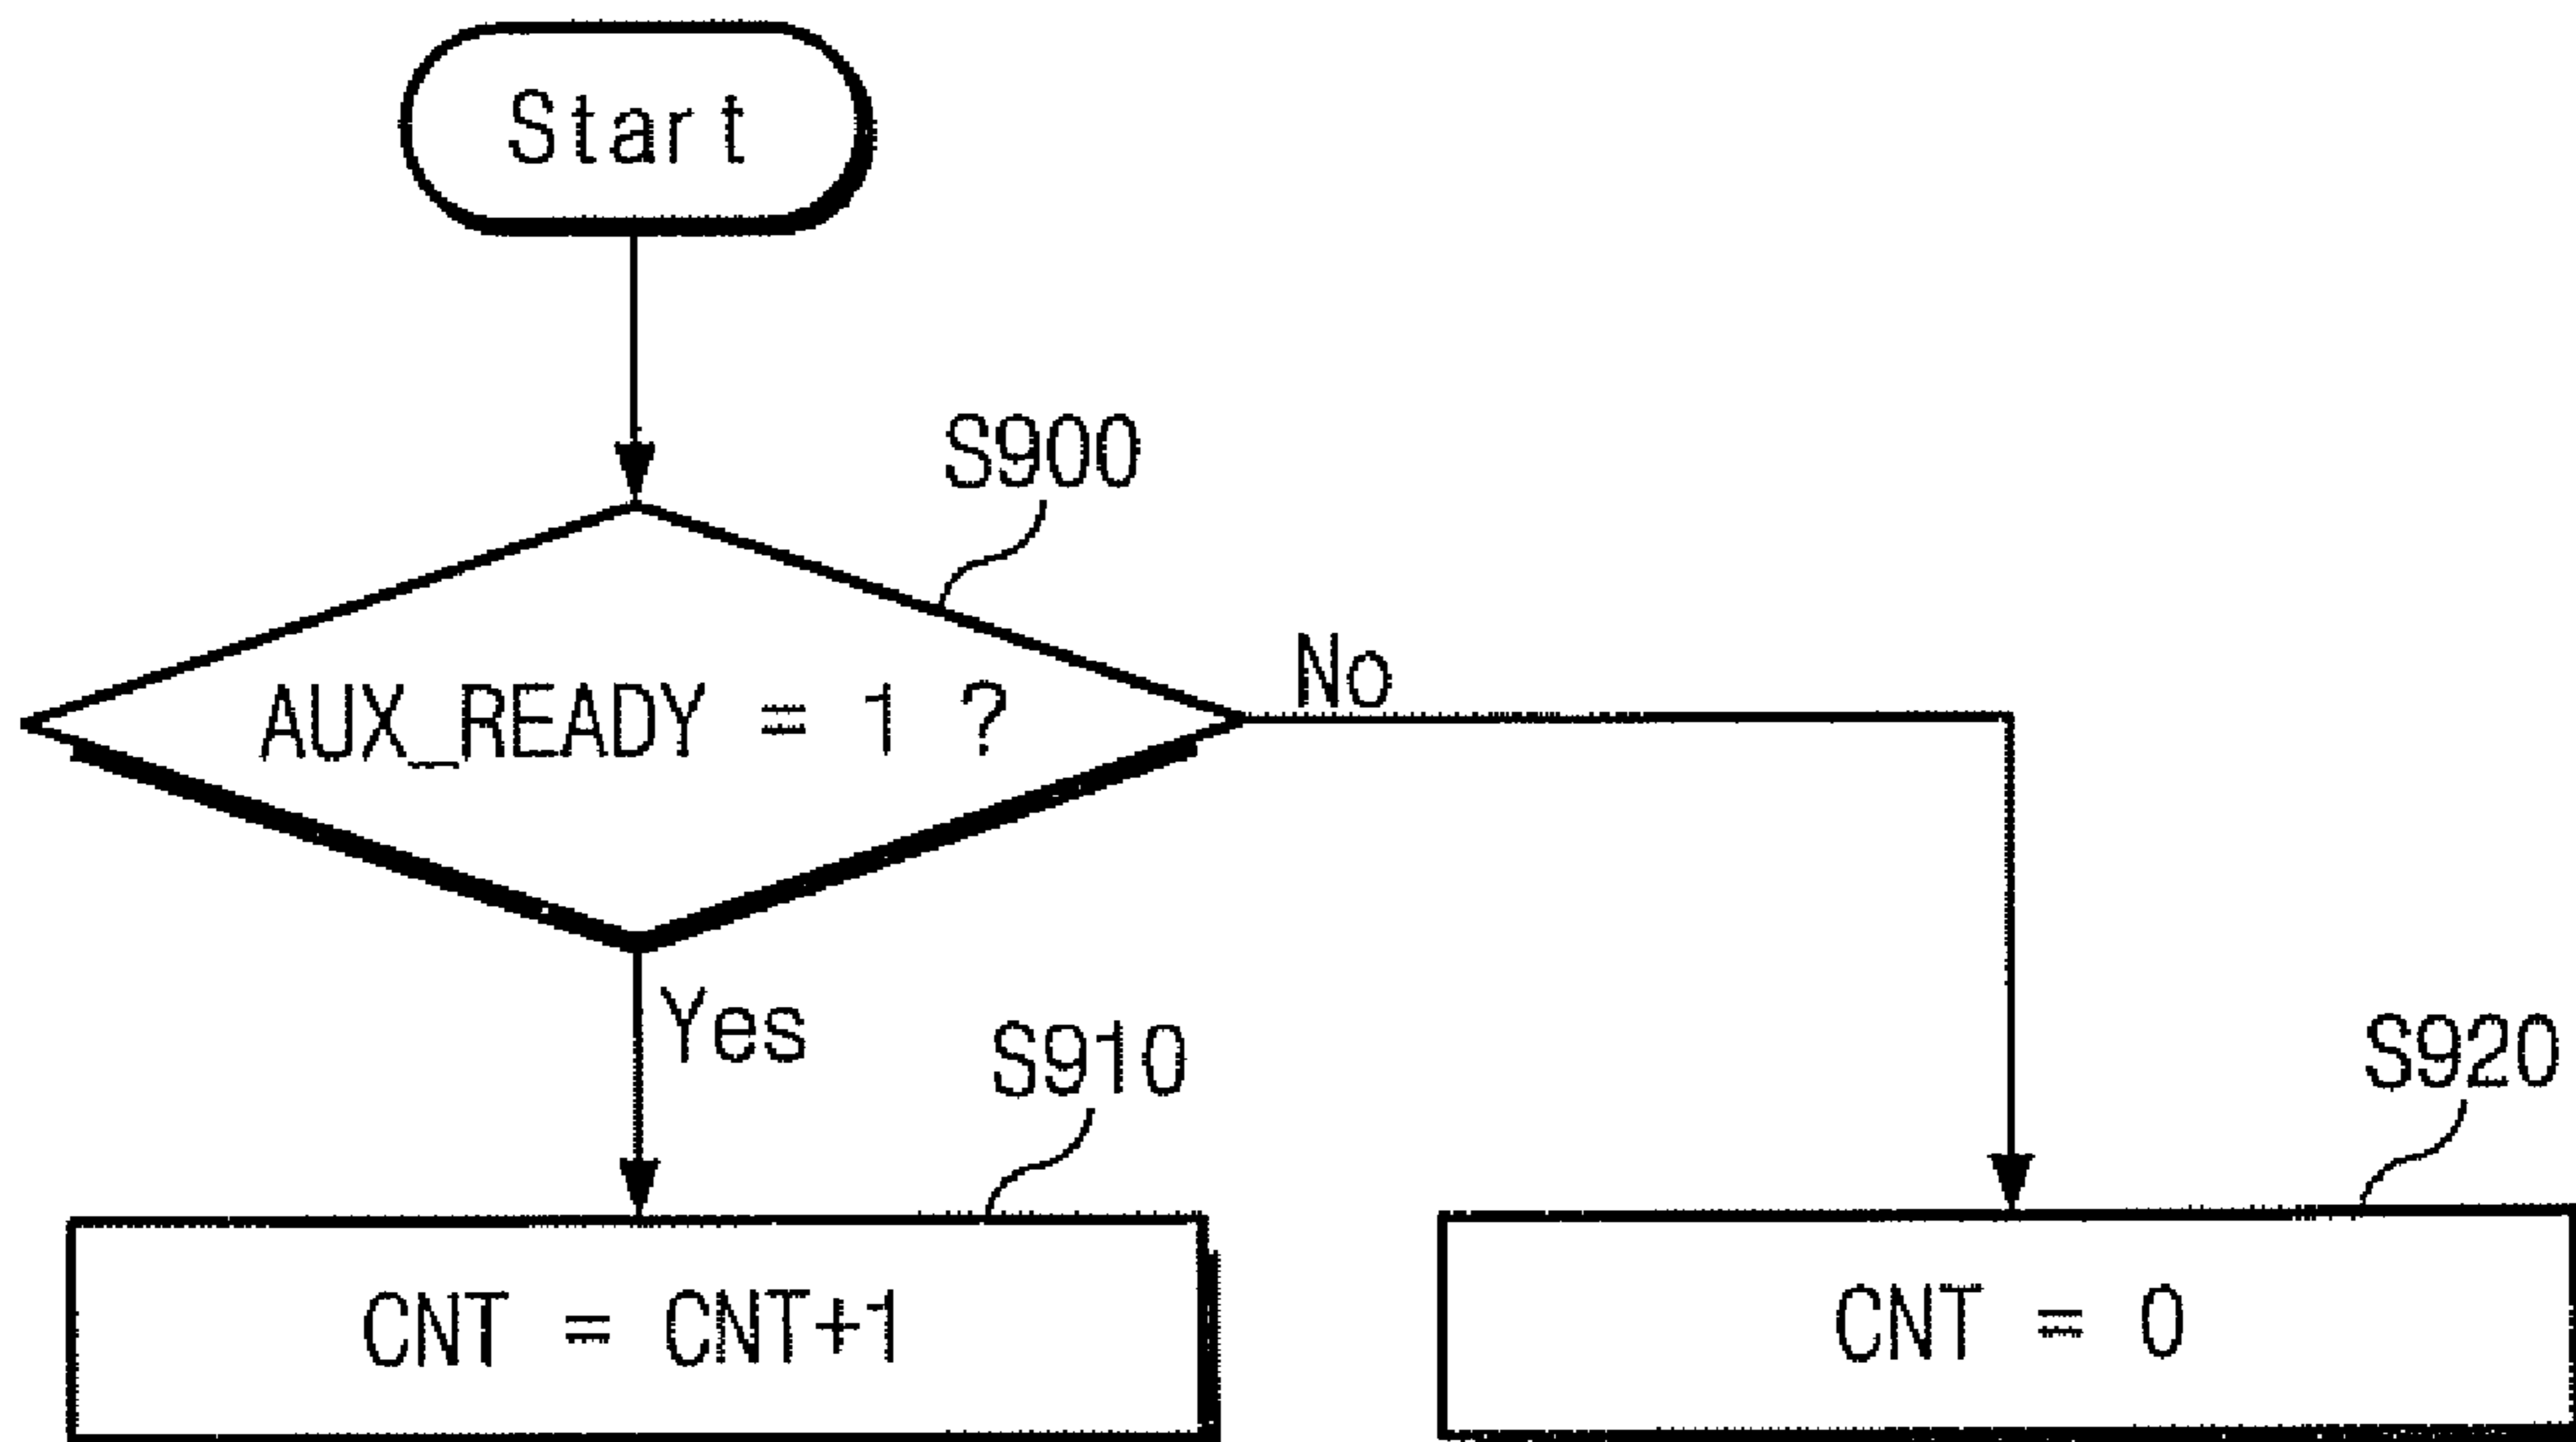 Start
S900
AUX_READY = 1 ?
No
Yes
S910
S920
CNT = CNT+1
CNT = 0